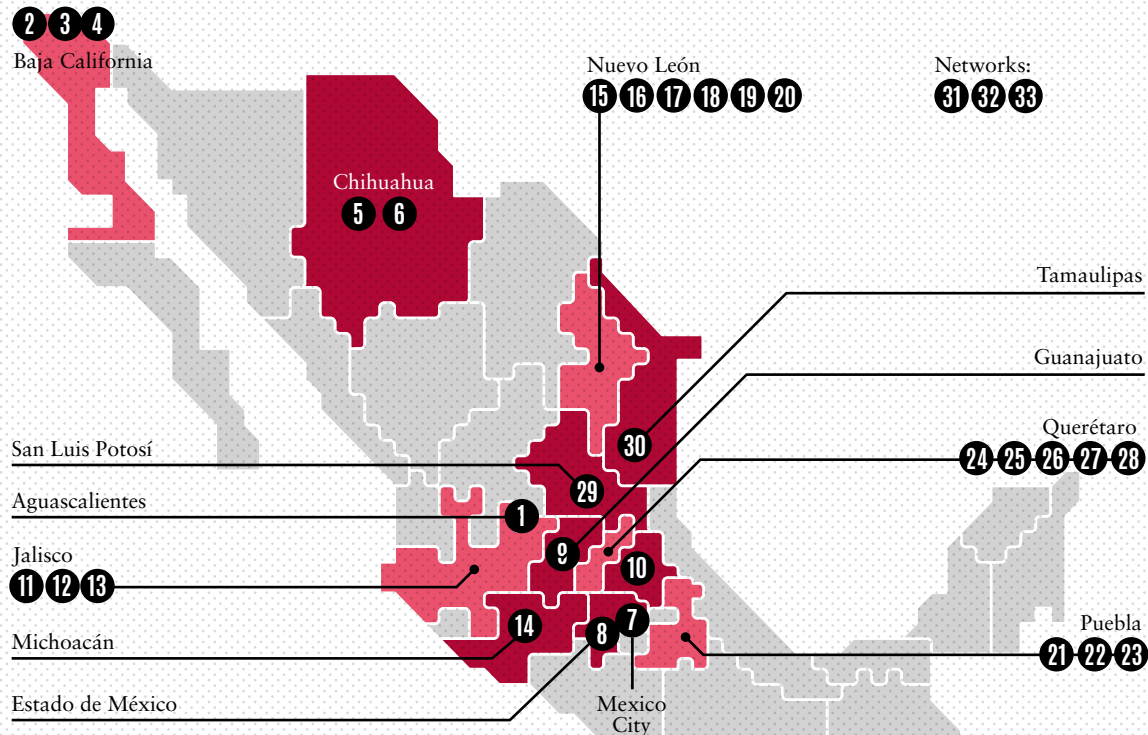 2 3 4
Baja California
Nuevo León
15 16 17 18 19 20
Networks:
31 32 33
Chihuahua
5 6
Tamaulipas
Guanajuato
Querétaro
24 25 26 27 28
30
San Luis Potosí
29
Aguascalientes
1
9
10
Jalisco
11 12 13
Michoacán
14
8
7
Puebla
21 22 23
Estado de México
Mexico
City